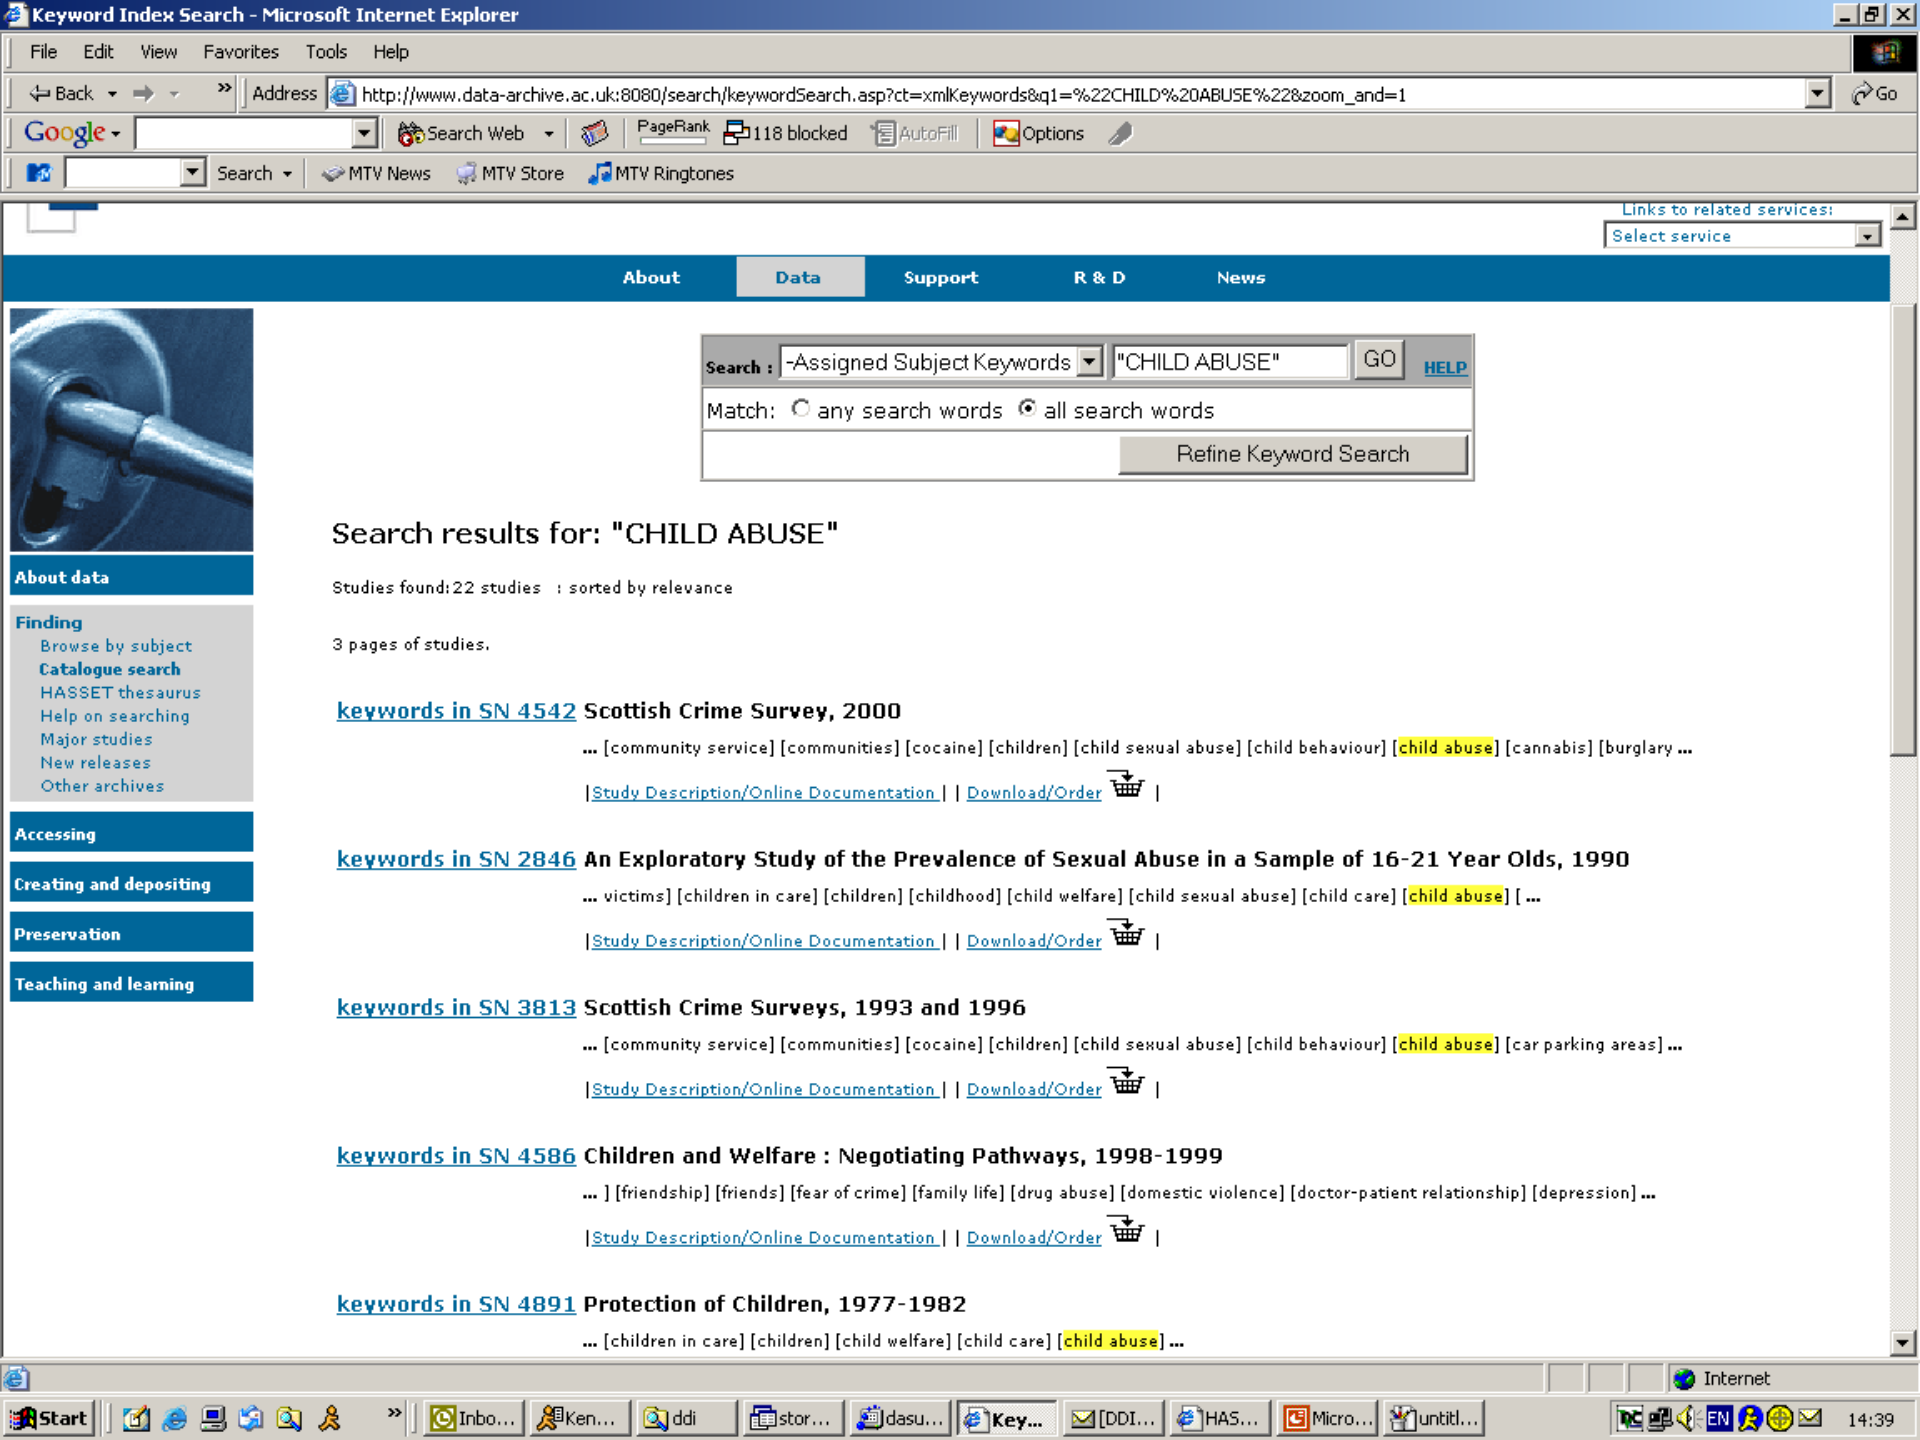 Keyword Index Search - Microsoft Internet Explorer
File Edit View Favorites Tools Help
Back » Address http://www.data-archive.ac.uk:8080/search/keywordSearch.asp?ct=xmlKeywords&q1=%22CHILD%20ABUSE%22&zoom_and=1 Go
Google Search Web PageRank 118 blocked AutoFill Options
Search MTV News MTV Store MTV Ringtones
Links to related services:
Select service
About Data Support R & D News
Search : -Assigned Subject Keywords "CHILD ABUSE" GO HELP
Match: any search words all search words
Refine Keyword Search
Search results for: "CHILD ABUSE"
Studies found:22 studies : sorted by relevance
3 pages of studies.
About data
Finding
Browse by subject
Catalogue search
HASSET thesaurus
Help on searching
Major studies
New releases
Other archives
Accessing
Creating and depositing
Preservation
Teaching and learning
keywords in SN 4542 Scottish Crime Survey, 2000
... [community service] [communities] [cocaine] [children] [child sexual abuse] [child behaviour] [child abuse] [cannabis] [burglary ...
|Study Description/Online Documentation | | Download/Order |
keywords in SN 2846 An Exploratory Study of the Prevalence of Sexual Abuse in a Sample of 16-21 Year Olds, 1990
... victims] [children in care] [children] [childhood] [child welfare] [child sexual abuse] [child care] [child abuse] [ ...
|Study Description/Online Documentation | | Download/Order |
keywords in SN 3813 Scottish Crime Surveys, 1993 and 1996
... [community service] [communities] [cocaine] [children] [child sexual abuse] [child behaviour] [child abuse] [car parking areas] ...
|Study Description/Online Documentation | | Download/Order |
keywords in SN 4586 Children and Welfare : Negotiating Pathways, 1998-1999
... ] [friendship] [friends] [fear of crime] [family life] [drug abuse] [domestic violence] [doctor-patient relationship] [depression] ...
|Study Description/Online Documentation | | Download/Order |
keywords in SN 4891 Protection of Children, 1977-1982
... [children in care] [children] [child welfare] [child care] [child abuse] ...
Internet
Start » Inbo... Ken... ddi stor... dasu... Key... [DDI... HAS... Micro... untitl... EN 14:39